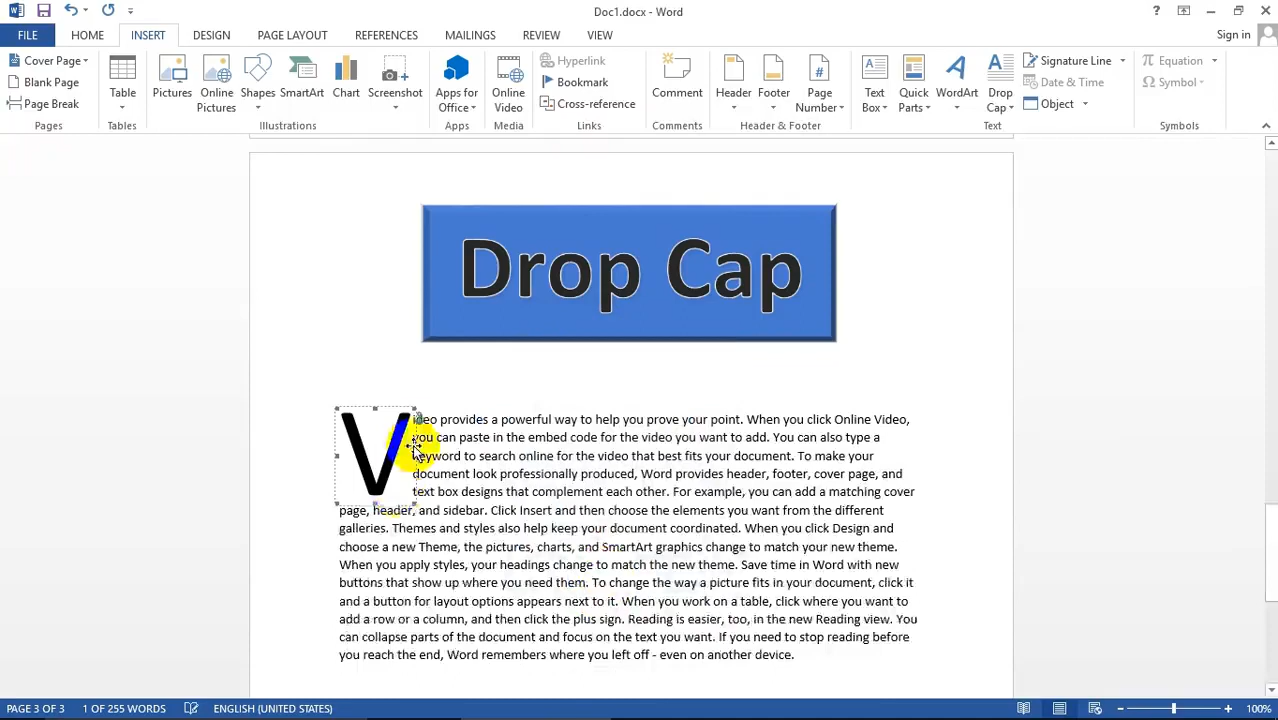 Doc1.docx - Word
FILE HOME INSERT DESIGN PAGE LAYOUT REFERENCES MAILINGS REVIEW VIEW Sign in
Cover Page
Blank Page
Page Break
Pages
Table
Tables
Pictures
Online Pictures
Shapes
SmartArt
Chart
Screenshot
Illustrations
Apps for Office
Apps
Online Video
Media
Hyperlink
Bookmark
Cross-reference
Links
Comment
Comments
Header
Footer
Page Number
Header & Footer
Text Box
Quick Parts
WordArt
Drop Cap
Signature Line
Date & Time
Object
Text
Equation
Symbol
Symbols
Drop Cap
Video provides a powerful way to help you prove your point. When you click Online Video,
you can paste in the embed code for the video you want to add. You can also type a
keyword to search online for the video that best fits your document. To make your
document look professionally produced, Word provides header, footer, cover page, and
text box designs that complement each other. For example, you can add a matching cover
page, header, and sidebar. Click Insert and then choose the elements you want from the different
galleries. Themes and styles also help keep your document coordinated. When you click Design and
choose a new Theme, the pictures, charts, and SmartArt graphics change to match your new theme.
When you apply styles, your headings change to match the new theme. Save time in Word with new
buttons that show up where you need them. To change the way a picture fits in your document, click it
and a button for layout options appears next to it. When you work on a table, click where you want to
add a row or a column, and then click the plus sign. Reading is easier, too, in the new Reading view. You
can collapse parts of the document and focus on the text you want. If you need to stop reading before
you reach the end, Word remembers where you left off - even on another device.
PAGE 3 OF 3 1 OF 255 WORDS ENGLISH (UNITED STATES) 100%